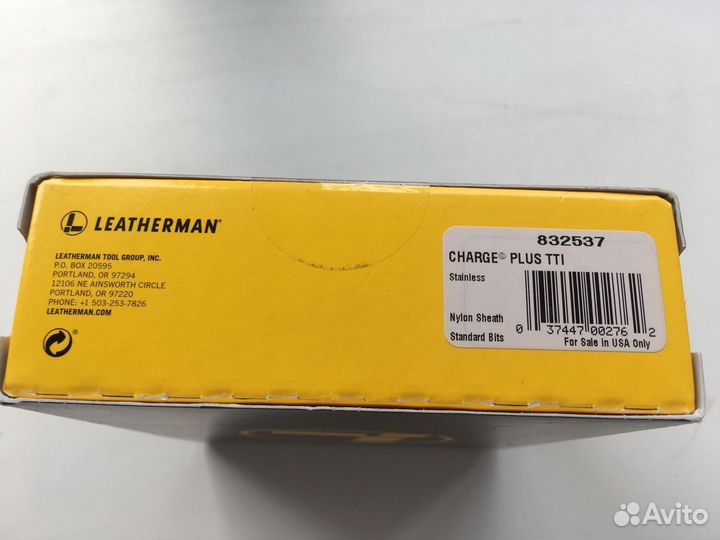 LEATHERMAN®
LEATHERMAN TOOL GROUP, INC.
P.O. BOX 20595
PORTLAND, OR 97294
12106 NE AINSWORTH CIRCLE
PORTLAND, OR 97220
PHONE: +1 503-253-7826
LEATHERMAN.COM
832537
CHARGE® PLUS TTI
Stainless
Nylon Sheath
Standard Bits
0 37447 00276 2
For Sale in USA Only
Avito